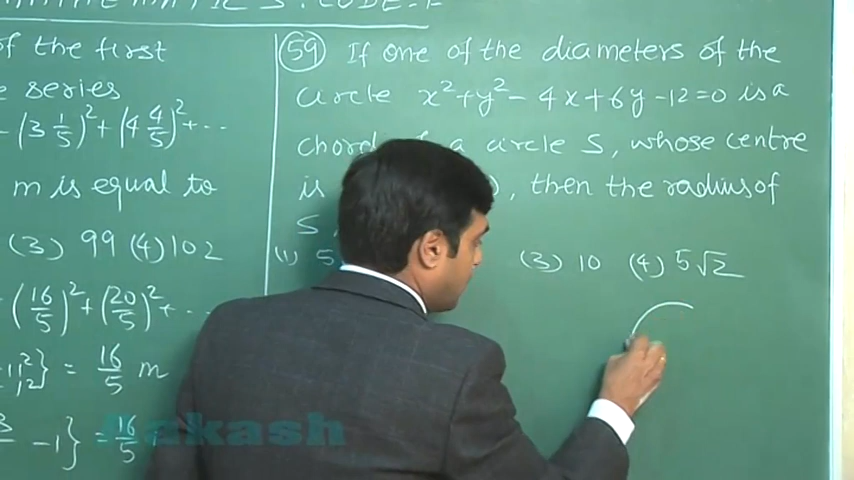 S. CODE-F
of the first
e series
- (3 1/5)² + (4 4/5)² + ...
m is equal to
(3) 99 (4) 102
(16/5)² + (20/5)² + ...
= 16/5 m
-1} = 16/5
(59) If one of the diameters of the
circle x² + y² - 4x + 6y - 12 = 0 is a
chord a circle S, whose centre
is ), then the radius of
S
(1) 5 (3) 10 (4) 5√2
Aakash